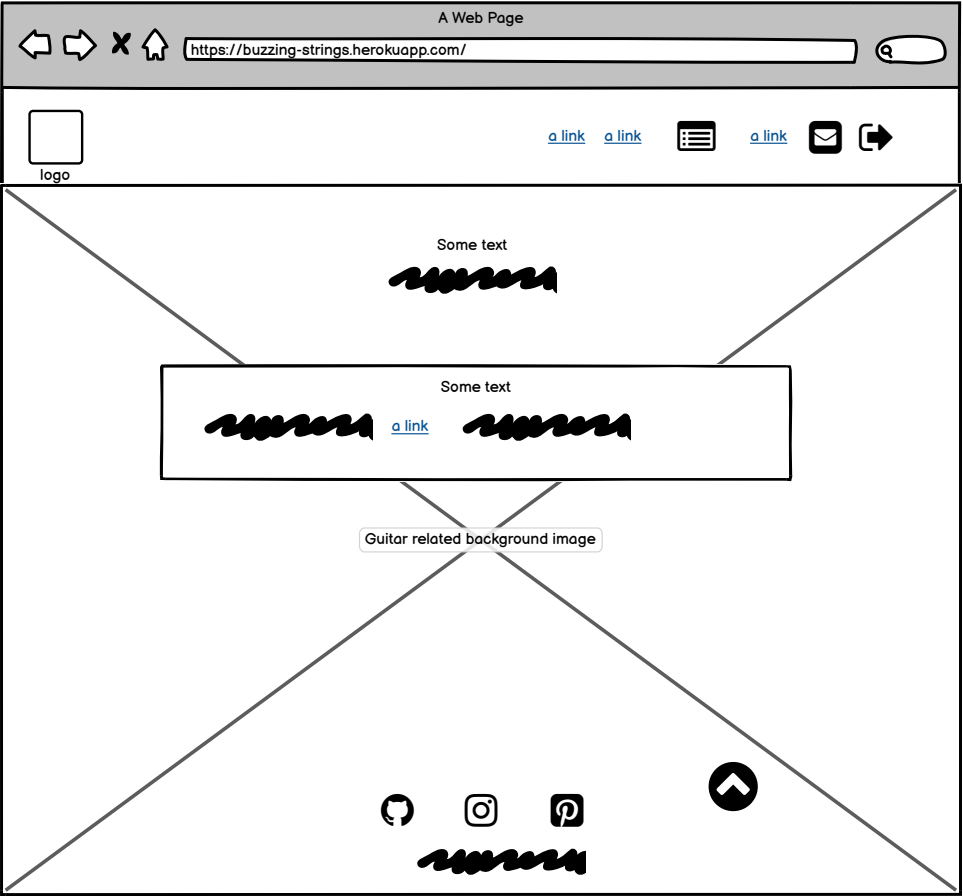 A Web Page
https://buzzing-strings.herokuapp.com/
a link a link a link
logo
Some text
Some text
a link
Guitar related background image